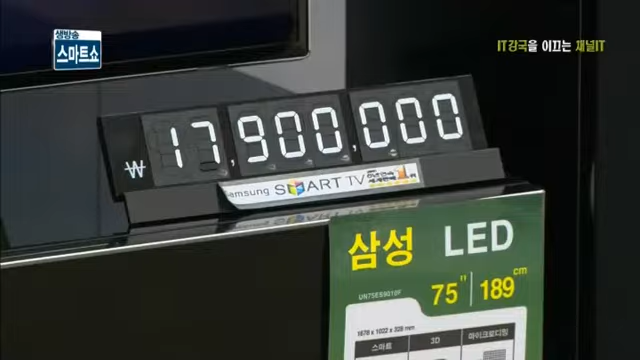 생방송
스마트쇼
IT강국을 이끄는 채널IT
₩17,900,000
SAMSUNG SMART TV
삼성 LED
UN75ES9010F
75" 189cm
1678 x 1022 x 328 mm
스마트 3D 마이크로디밍